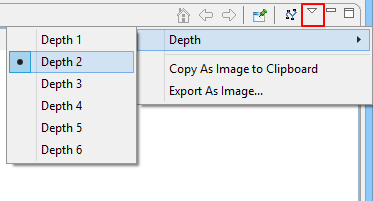 Depth 1
Depth 2
Depth 3
Depth 4
Depth 5
Depth 6
Depth
Copy As Image to Clipboard
Export As Image...